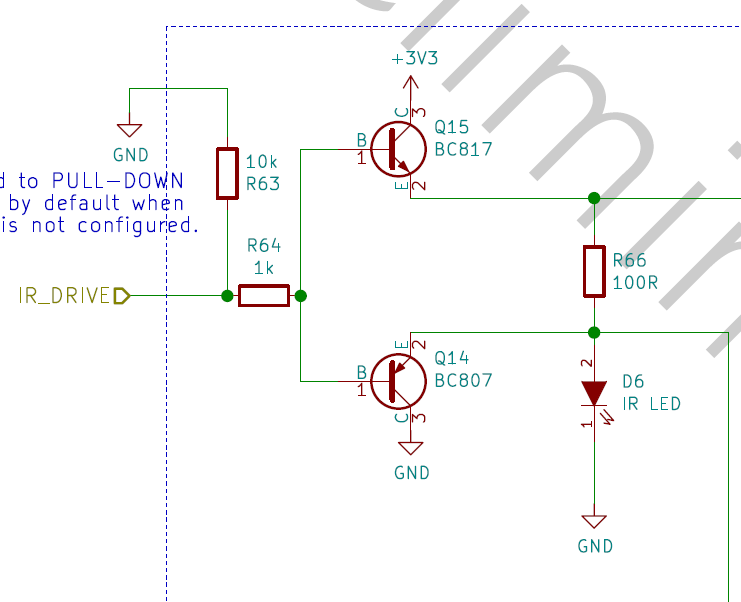 +3V3
C
3
Q15
BC817
B
1
E
2
GND
10k
R63
d to PULL-DOWN
by default when
is not configured.
R64
1k
IR_DRIVE
R66
100R
E
2
Q14
BC807
B
1
C
3
GND
2
D6
IR LED
1
GND